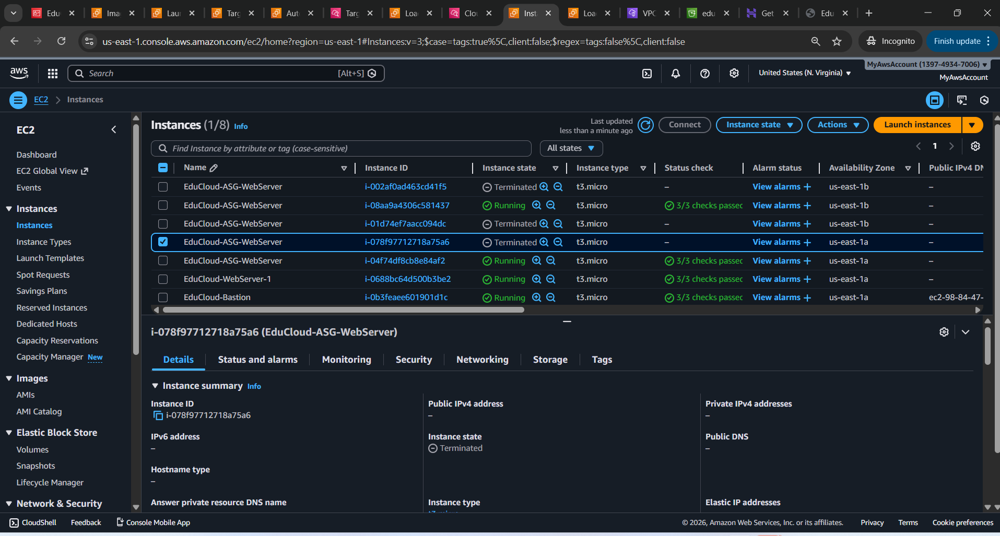 Edu
Ima
Laun
Targ
Aut
Targ
Loa
Clou
Inst
Loa
VPC
edu
Get
Edu
us-east-1.console.aws.amazon.com/ec2/home?region=us-east-1#Instances:v=3;$case=tags:true%5C,client:false;$regex=tags:false%5C,client:false
Incognito
Finish update
aws
Search
[Alt+S]
United States (N. Virginia)
MyAwsAccount (1397-4934-7006)
MyAwsAccount
EC2
Instances
EC2
Dashboard
EC2 Global View
Events
Instances
Instances
Instance Types
Launch Templates
Spot Requests
Savings Plans
Reserved Instances
Dedicated Hosts
Capacity Reservations
Capacity Manager New
Images
AMIs
AMI Catalog
Elastic Block Store
Volumes
Snapshots
Lifecycle Manager
Network & Security
Instances (1/8) Info
Last updated
less than a minute ago
Connect
Instance state
Actions
Launch instances
Find Instance by attribute or tag (case-sensitive)
All states
1
Name Instance ID Instance state Instance type Status check Alarm status Availability Zone Public IPv4 DN
EduCloud-ASG-WebServer i-002af0ad463cd41f5 Terminated t3.micro – View alarms + us-east-1b –
EduCloud-ASG-WebServer i-08aa9a4306c581437 Running t3.micro 3/3 checks passed View alarms + us-east-1b –
EduCloud-ASG-WebServer i-01d74ef7aacc094dc Terminated t3.micro – View alarms + us-east-1b –
EduCloud-ASG-WebServer i-078f97712718a75a6 Terminated t3.micro – View alarms + us-east-1a –
EduCloud-ASG-WebServer i-04f74df8cb8e84af2 Running t3.micro 3/3 checks passed View alarms + us-east-1a –
EduCloud-WebServer-1 i-0688bc64d500b3be2 Running t3.micro 3/3 checks passed View alarms + us-east-1a –
EduCloud-Bastion i-0b3feaee601901d1c Running t3.micro 3/3 checks passed View alarms + us-east-1a ec2-98-84-47-
i-078f97712718a75a6 (EduCloud-ASG-WebServer)
Details
Status and alarms
Monitoring
Security
Networking
Storage
Tags
Instance summary Info
Instance ID
i-078f97712718a75a6
Public IPv4 address
–
Private IPv4 addresses
–
IPv6 address
–
Instance state
Terminated
Public DNS
–
Hostname type
–
Answer private resource DNS name
Instance type
t3.micro
Elastic IP addresses
CloudShell
Feedback
Console Mobile App
© 2026, Amazon Web Services, Inc. or its affiliates.
Privacy
Terms
Cookie preferences